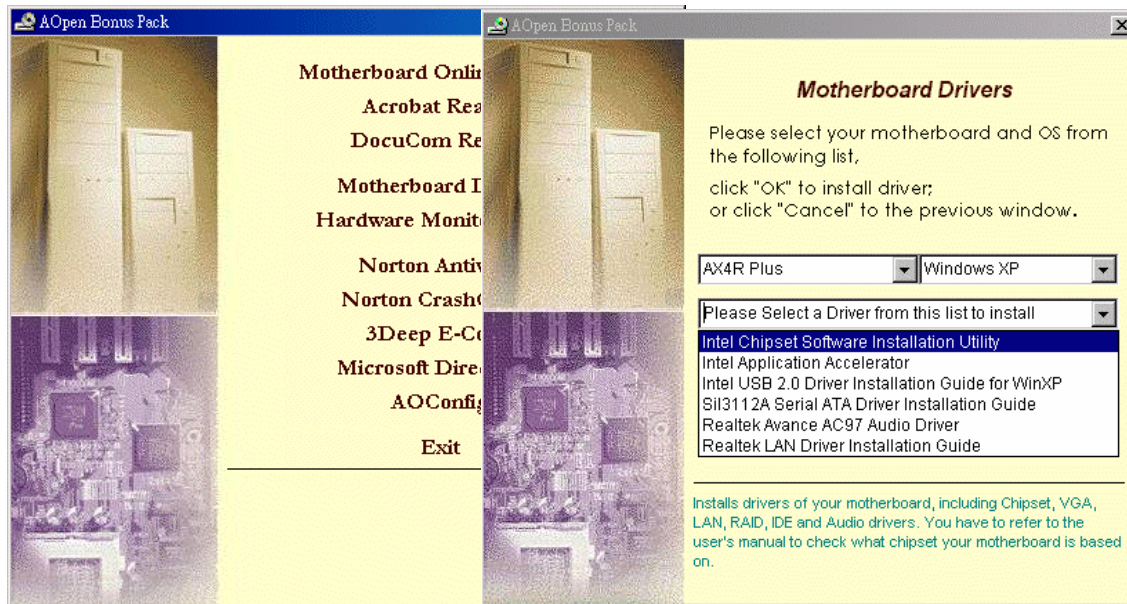 AOpen Bonus Pack
Motherboard Onlin
Acrobat Rea
DocuCom Re
Motherboard
Hardware Monit
Norton Anti
Norton Crash
3Deep E-C
Microsoft Dire
AOConfig
Exit
AOpen Bonus Pack
Motherboard Drivers
Please select your motherboard and OS from
the following list,
click "OK" to install driver;
or click "Cancel" to the previous window.
AX4R Plus Windows XP
Please Select a Driver from this list to install
Intel Chipset Software Installation Utility
Intel Application Accelerator
Intel USB 2.0 Driver Installation Guide for WinXP
Sil3112A Serial ATA Driver Installation Guide
Realtek Avance AC97 Audio Driver
Realtek LAN Driver Installation Guide
Installs drivers of your motherboard, including Chipset, VGA,
LAN, RAID, IDE and Audio drivers. You have to refer to the
user's manual to check what chipset your motherboard is based
on.